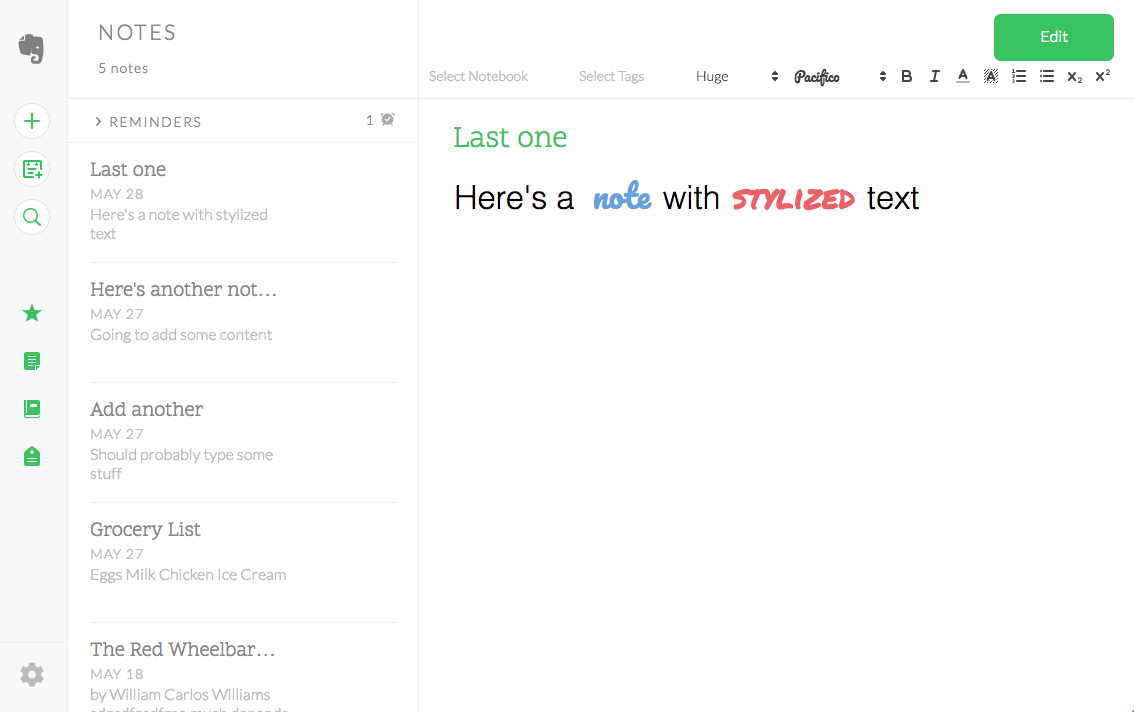 NOTES
5 notes
REMINDERS
1
Last one
MAY 28
Here's a note with stylized
text
Here's another not...
MAY 27
Going to add some content
Add another
MAY 27
Should probably type some
stuff
Grocery List
MAY 27
Eggs Milk Chicken Ice Cream
The Red Wheelbar...
MAY 18
by William Carlos Williams
Edit
Select Notebook Select Tags Huge Pacifico B I A A X₂ X²
Last one
Here's a note with STYLIZED text